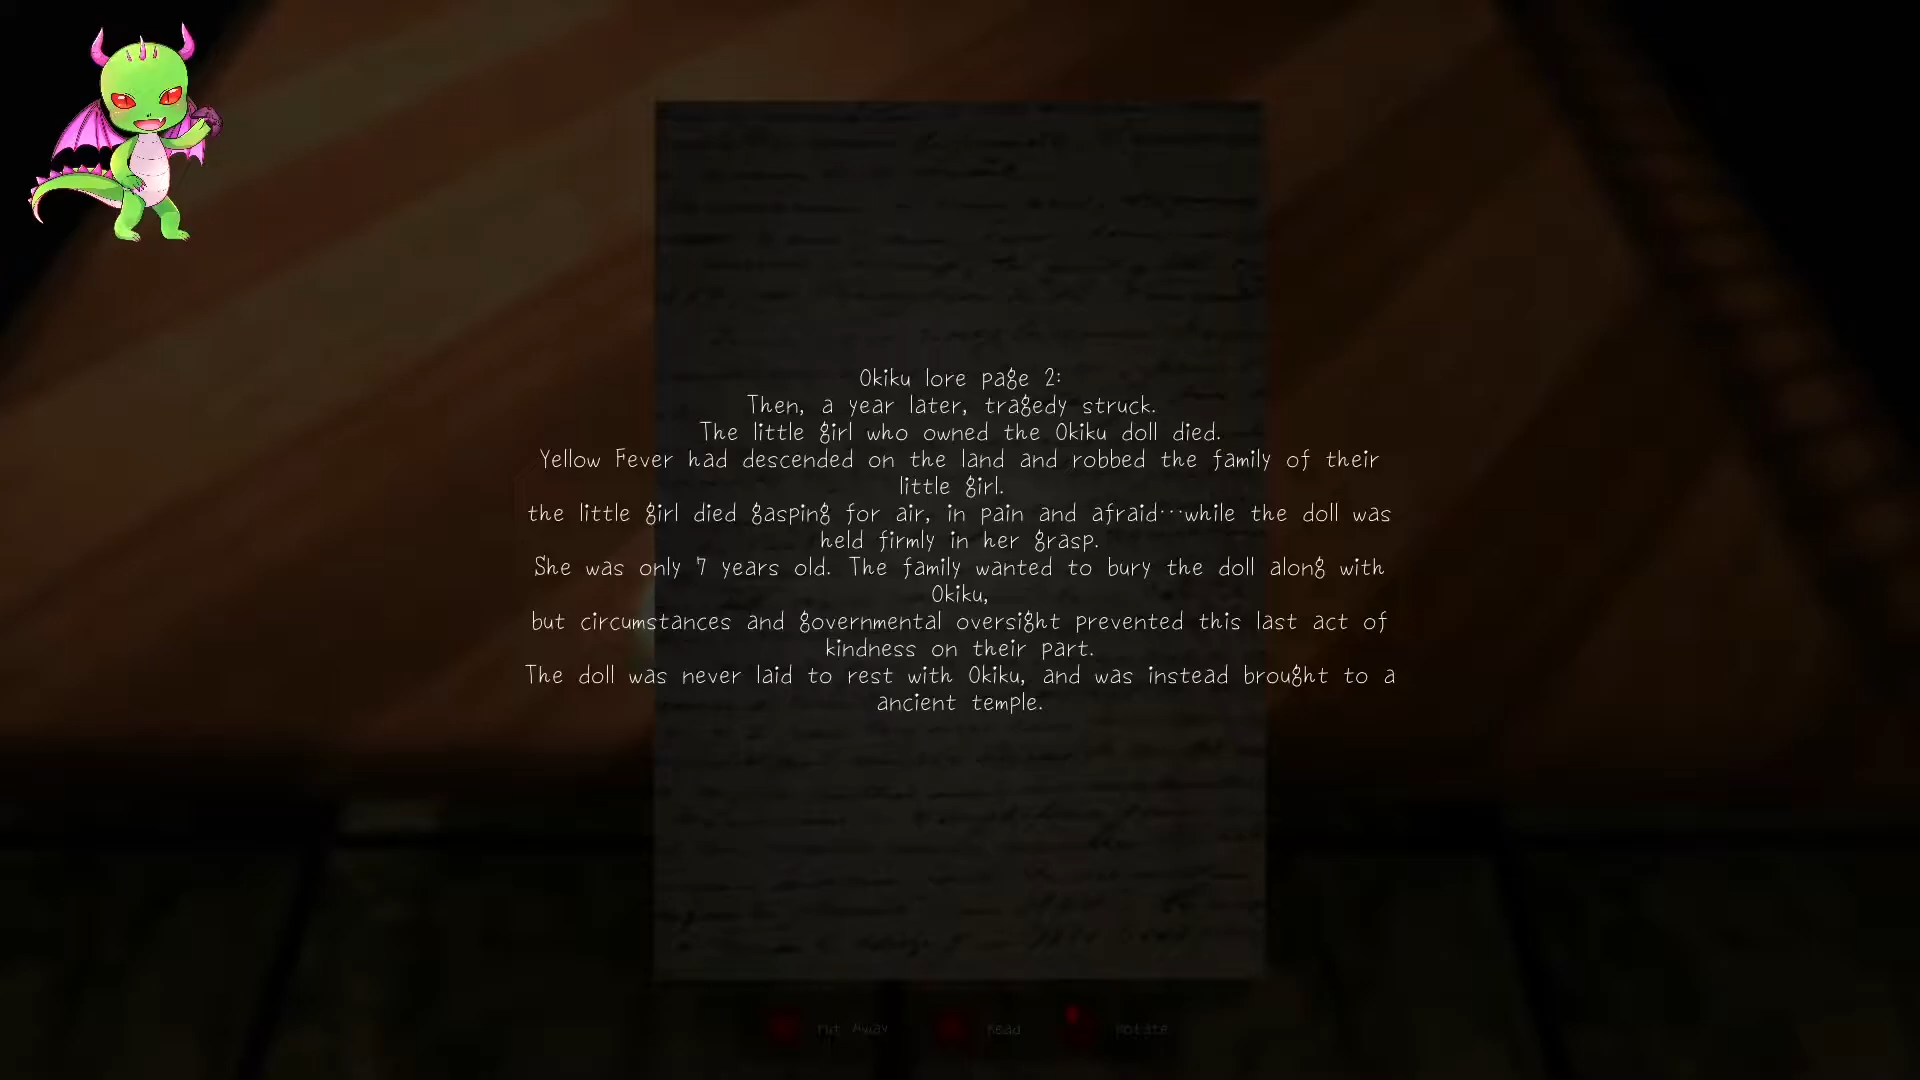 Okiku lore page 2:
Then, a year later, tragedy struck.
The little girl who owned the Okiku doll died.
Yellow Fever had descended on the land and robbed the family of their
little girl.
the little girl died gasping for air, in pain and afraid…while the doll was
held firmly in her grasp.
She was only 7 years old. The family wanted to bury the doll along with
Okiku,
but circumstances and governmental oversight prevented this last act of
kindness on their part.
The doll was never laid to rest with Okiku, and was instead brought to a
ancient temple.
Put Away Read Rotate